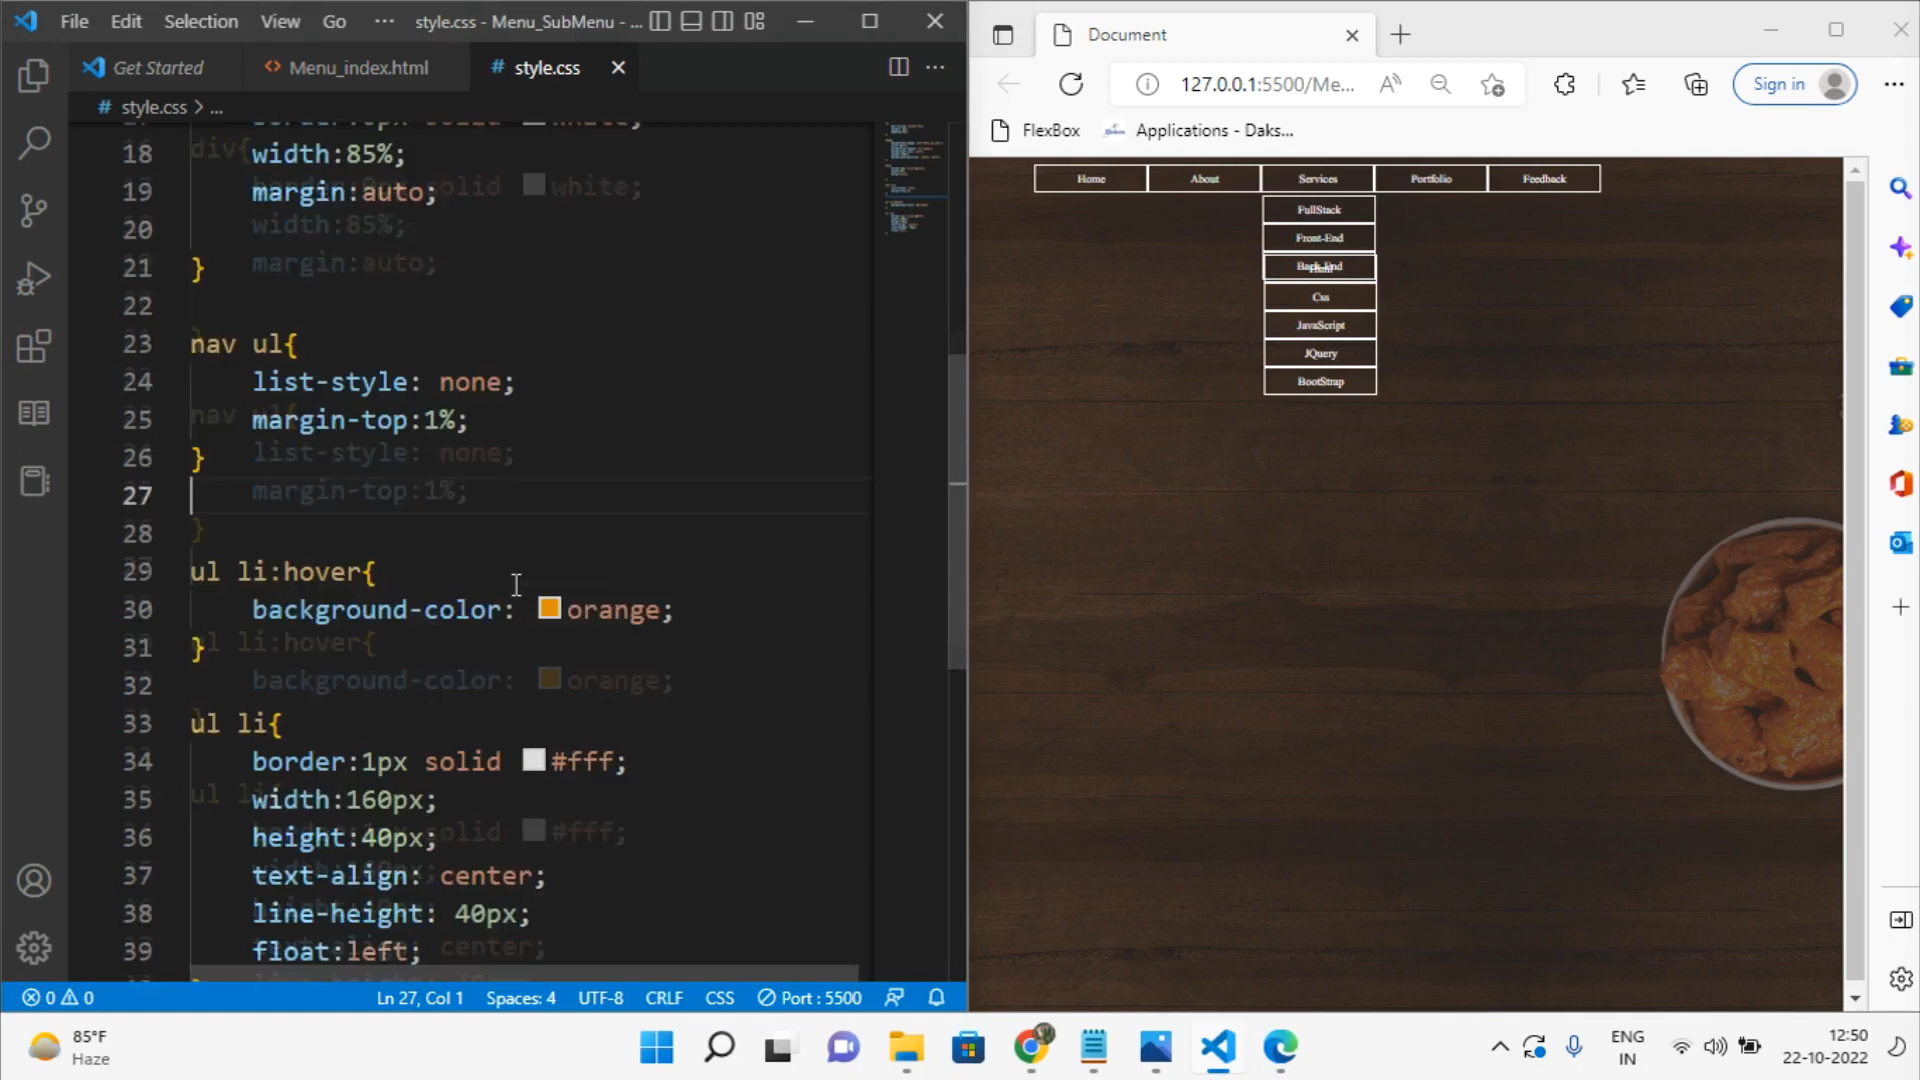 File Edit Selection View Go ··· style.css - Menu_SubMenu - ...
Get Started
<> Menu_index.html
# style.css
# style.css > ...
18 width:85%;
19 margin:auto;
20
21 }
22
23 nav ul{
24 list-style: none;
25 margin-top:1%;
26 }
27
28
29 ul li:hover{
30 background-color: orange;
31 }
32
33 ul li{
34 border:1px solid #fff;
35 width:160px;
36 height:40px;
37 text-align: center;
38 line-height: 40px;
39 float:left;
0 0 Ln 27, Col 1 Spaces: 4 UTF-8 CRLF CSS Port : 5500
Document
127.0.0.1:5500/Me...
Sign in
FlexBox
Applications - Daks...
Home About Services Portfolio Feedback
FullStack
Front-End
Back-End
Css
JavaScript
JQuery
BootStrap
85°F
Haze
ENG
IN
12:50
22-10-2022